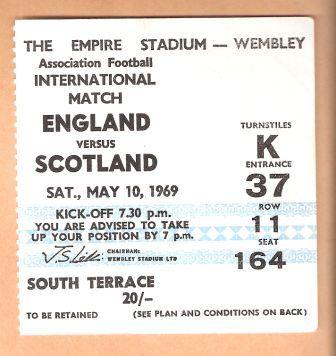 THE EMPIRE STADIUM — WEMBLEY
Association Football
INTERNATIONAL
MATCH
ENGLAND
VERSUS
SCOTLAND
SAT., MAY 10, 1969
KICK-OFF 7.30 p.m.
YOU ARE ADVISED TO TAKE
UP YOUR POSITION BY 7 p.m.
CHAIRMAN:
WEMBLEY STADIUM LTD
SOUTH TERRACE
20/-
TURNSTILES
K
ENTRANCE
37
ROW
11
SEAT
164
TO BE RETAINED (SEE PLAN AND CONDITIONS ON BACK)